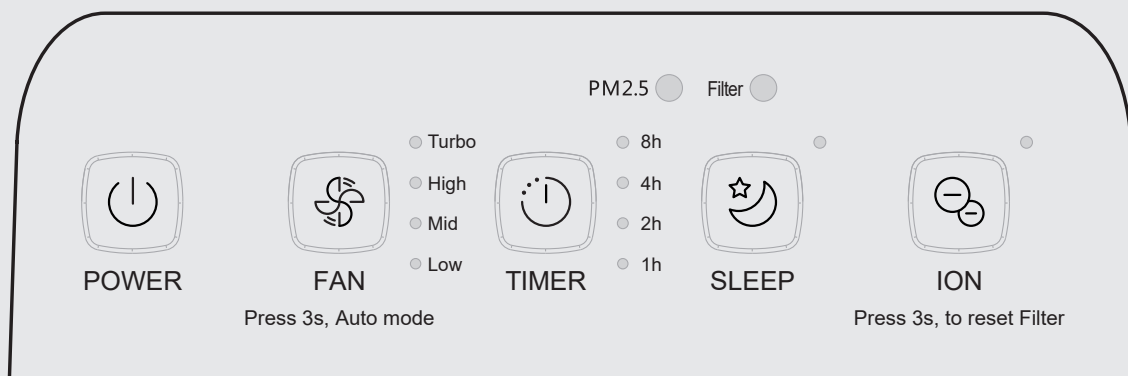 PM2.5 Filter
Turbo 8h
High 4h
Mid 2h
Low 1h
POWER FAN TIMER SLEEP ION
Press 3s, Auto mode Press 3s, to reset Filter